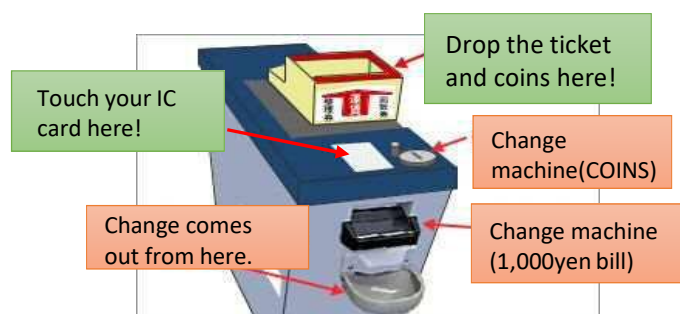 Drop the ticket
and coins here!
Touch your IC
card here!
Change
machine(COINS)
Change comes
out from here.
Change machine
(1,000yen bill)